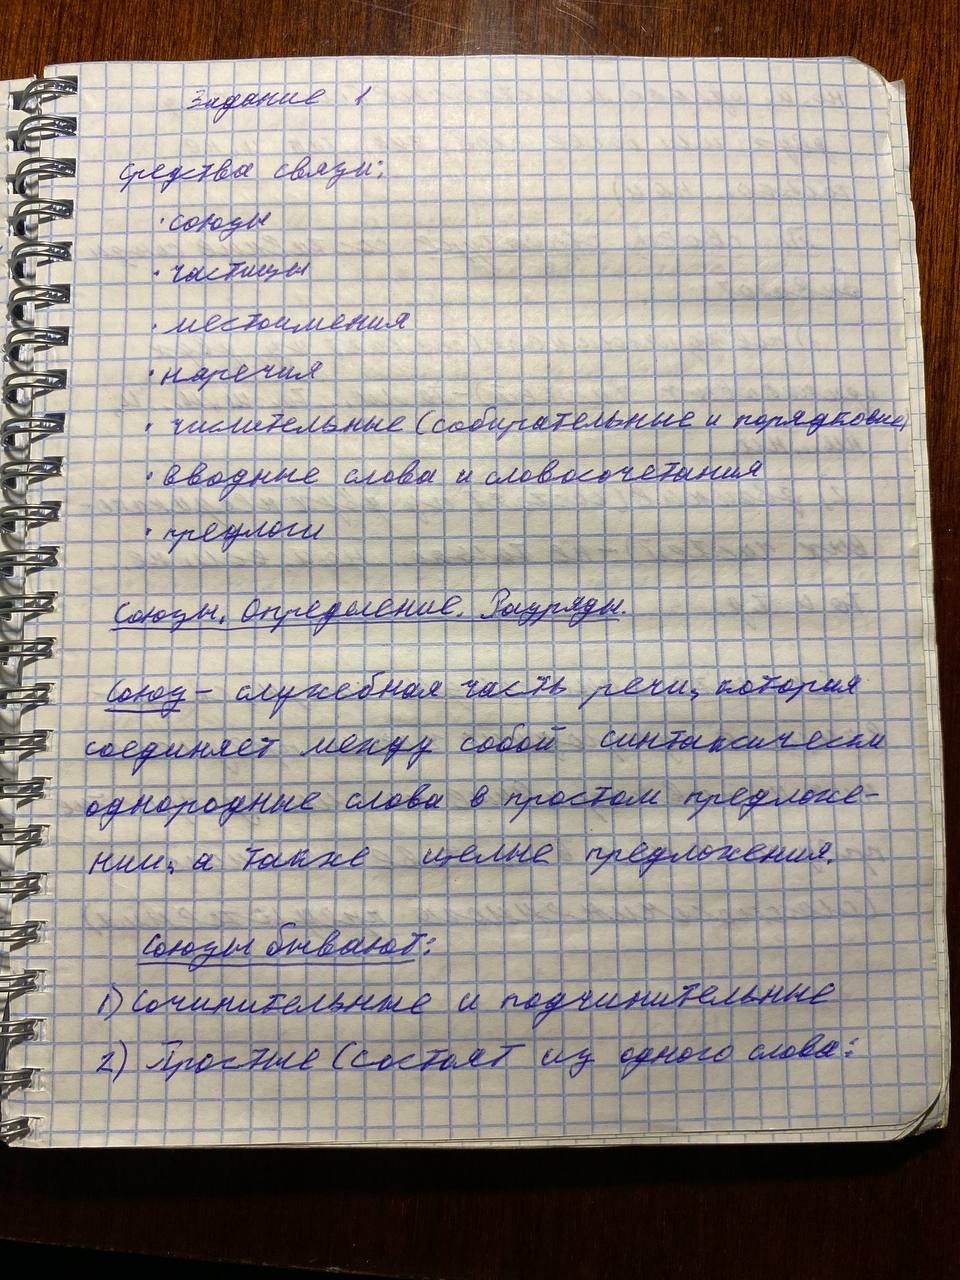 Задание 1
Средства связи:
· союзы
· частицы
· местоимения
· наречия
· числительные (собирательные и порядковые)
· вводные слова и словосочетания
· предлоги
Союзы. Определение. Разряды.
Союз - служебная часть речи, которая
соединяет между собой синтаксически
однородные слова в простом предложе-
нии, а также целые предложения.
Союзы бывают:
1) Сочинительные и подчинительные
2) Простые (состоят из одного слова: